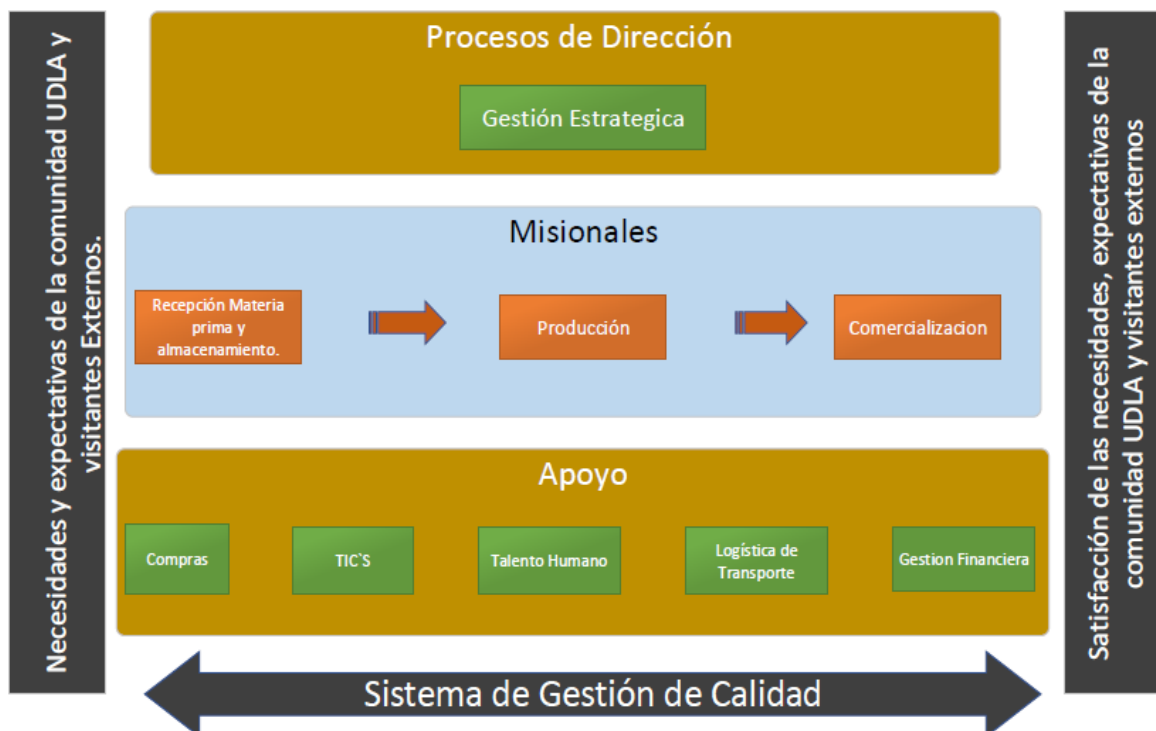 Necesidades y expectativas de la comunidad UDLA y
visitantes Externos.
Procesos de Dirección
Gestión Estrategica
Misionales
Recepción Materia
prima y
almacenamiento.
Producción
Comercializacion
Apoyo
Compras
TIC`S
Talento Humano
Logística de
Transporte
Gestion Financiera
Sistema de Gestión de Calidad
Satisfacción de las necesidades, expectativas de la
comunidad UDLA y visitantes externos